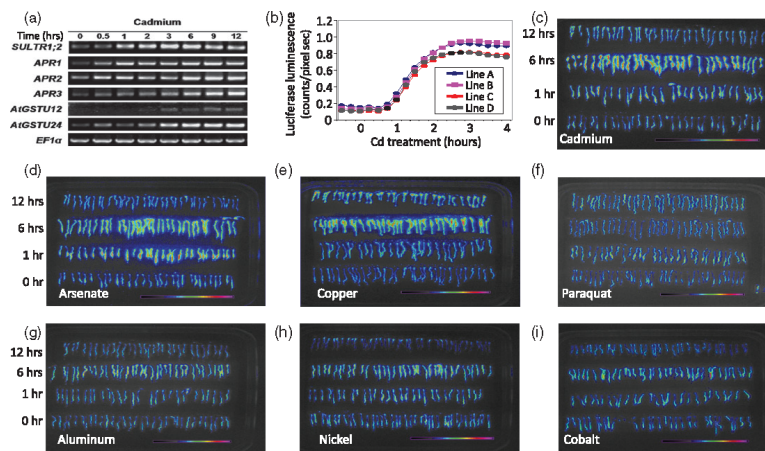 (a)
Cadmium
Time (hrs) 0 0.5 1 2 3 6 9 12
SULTR1;2
APR1
APR2
APR3
AtGSTU12
AtGSTU24
EF1α
(b)
Luciferase luminescence
(counts/pixel sec)
1.2
1.0
0.8
0.6
0.4
0.2
0
Line A
Line B
Line C
Line D
0 1 2 3 4
Cd treatment (hours)
(c)
12 hrs
6 hrs
1 hr
0 hr
Cadmium
(d)
12 hrs
6 hrs
1 hr
0 hr
Arsenate
(e)
Copper
(f)
Paraquat
(g)
12 hrs
6 hrs
1 hr
0 hr
Aluminum
(h)
Nickel
(i)
Cobalt